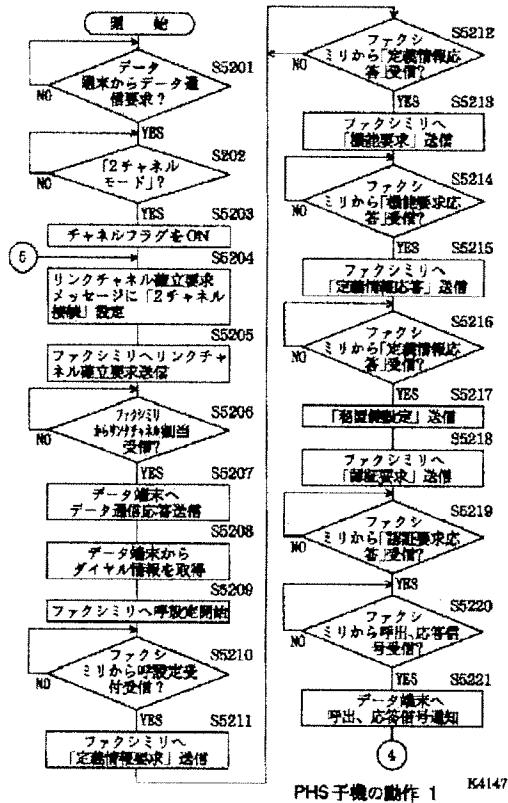 開始
データ
端末からデータ通
信要求?
S5201
NO
YES
「2チャネル
モード」?
S202
NO
YES
S5203
チャネルフラグをON
5
S5204
リンクチャネル確立要求
メッセージに「2チャネル
接続」設定
S5205
ファクシミリへリンクチャ
ネル確立要求送信
S5206
ファクシミリ
からリンクチャネル割当
受信?
NO
YES
S5207
データ端末へ
データ通信応答送信
S5208
データ端末から
ダイヤル情報を取得
S5209
ファクシミリへ呼設定開始
S5210
ファクシ
ミリから呼設定受
付受信?
NO
YES
S5211
ファクシミリへ
「定義情報要求」送信
S5212
ファクシ
ミリから「定義情報応
答」受信?
NO
YES
S5213
ファクシミリへ
「機能要求」送信
S5214
ファクシ
ミリから「機能要求応
答」受信?
NO
YES
S5215
ファクシミリへ
「定義情報応答」送信
S5216
ファクシ
ミリから「定義情報応
答」受信?
NO
YES
S5217
「秘匿鍵設定」送信
S5218
ファクシミリへ
「認証要求」送信
S5219
ファクシ
ミリから「認証要求応
答」受信?
NO
YES
S5220
ファクシ
ミリから呼出、応答信
号受信?
NO
YES
S5221
データ端末へ
呼出、応答信号通知
4
PHS子機の動作 1
K4147